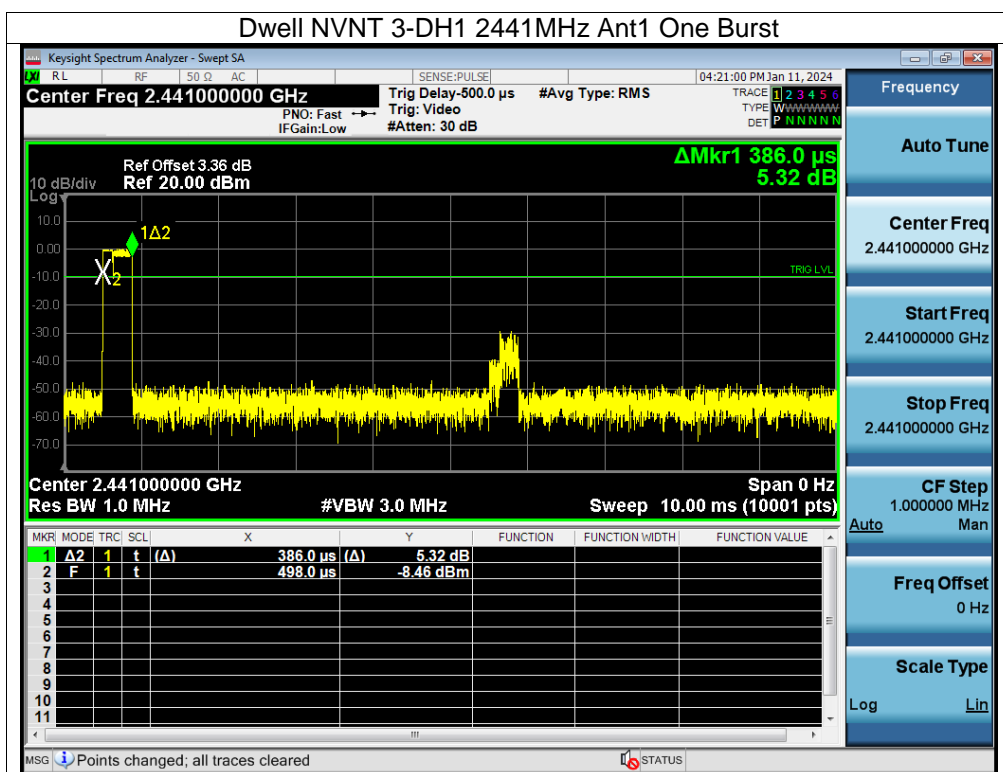 Dwell NVNT 3-DH1 2441MHz Ant1 One Burst
Keysight Spectrum Analyzer - Swept SA
LXI RL RF 50 Ω AC SENSE:PULSE 04:21:00 PM Jan 11, 2024
Center Freq 2.441000000 GHz Trig Delay-500.0 µs #Avg Type: RMS TRACE 1 2 3 4 5 6
PNO: Fast Trig: Video TYPE WWWWWWW
IFGain:Low #Atten: 30 dB DET P N N N N N
ΔMkr1 386.0 µs
5.32 dB
Ref Offset 3.36 dB
10 dB/div Ref 20.00 dBm
Log
10.0
0.00
-10.0
-20.0
-30.0
-40.0
-50.0
-60.0
-70.0
1Δ2
2
TRIG LVL
Center 2.441000000 GHz Span 0 Hz
Res BW 1.0 MHz #VBW 3.0 MHz Sweep 10.00 ms (10001 pts)
MKR MODE TRC SCL X Y FUNCTION FUNCTION WIDTH FUNCTION VALUE
1 Δ2 1 t (Δ) 386.0 µs (Δ) 5.32 dB
2 F 1 t 498.0 µs -8.46 dBm
3
4
5
6
7
8
9
10
11
MSG Points changed; all traces cleared STATUS
Frequency
Auto Tune
Center Freq
2.441000000 GHz
Start Freq
2.441000000 GHz
Stop Freq
2.441000000 GHz
CF Step
1.000000 MHz
Auto Man
Freq Offset
0 Hz
Scale Type
Log Lin